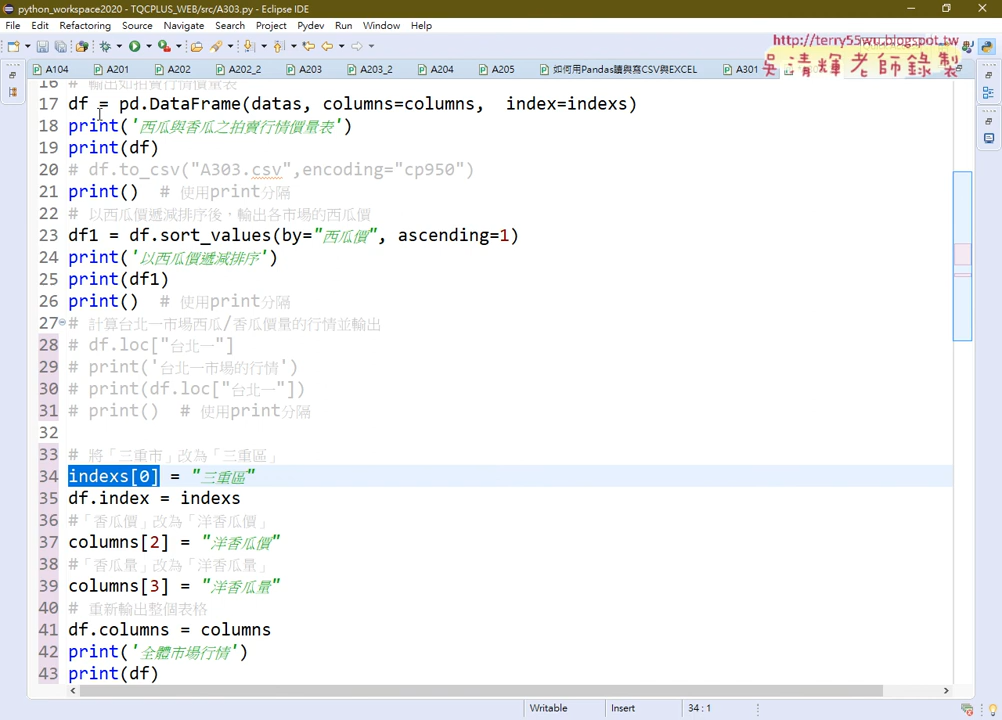 python_workspace2020 - TQCPLUS_WEB/src/A303.py - Eclipse IDE
File Edit Refactoring Source Navigate Search Project Pydev Run Window Help
http://terry55wu.blogspot.tw
吳清輝老師錄製
A104 A201 A202 A202_2 A203 A203_2 A204 A205 如何用Pandas讀與寫CSV與EXCEL A301
16 # 輸出如拍賣行情價量表
17 df = pd.DataFrame(datas, columns=columns, index=indexs)
18 print('西瓜與香瓜之拍賣行情價量表')
19 print(df)
20 # df.to_csv("A303.csv",encoding="cp950")
21 print() # 使用print分隔
22 # 以西瓜價遞減排序後，輸出各市場的西瓜價
23 df1 = df.sort_values(by="西瓜價", ascending=1)
24 print('以西瓜價遞減排序')
25 print(df1)
26 print() # 使用print分隔
27 # 計算台北一市場西瓜/香瓜價量的行情並輸出
28 # df.loc["台北一"]
29 # print('台北一市場的行情')
30 # print(df.loc["台北一"])
31 # print() # 使用print分隔
32
33 # 將「三重市」改為「三重區」
34 indexs[0] = "三重區"
35 df.index = indexs
36 #「香瓜價」改為「洋香瓜價」
37 columns[2] = "洋香瓜價"
38 #「香瓜量」改為「洋香瓜量」
39 columns[3] = "洋香瓜量"
40 # 重新輸出整個表格
41 df.columns = columns
42 print('全體市場行情')
43 print(df)
Writable Insert 34 : 1